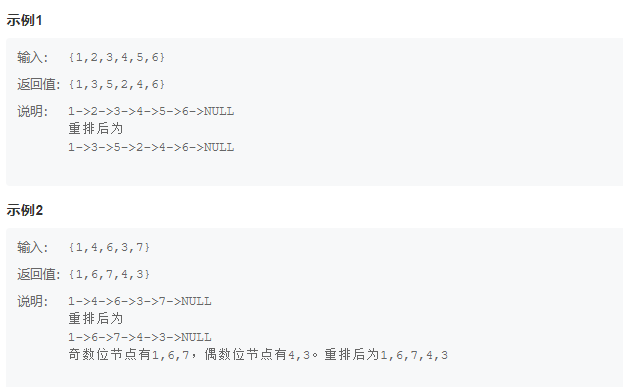 示例1
输入： {1,2,3,4,5,6}
返回值：{1,3,5,2,4,6}
说明： 1->2->3->4->5->6->NULL
重排后为
1->3->5->2->4->6->NULL
示例2
输入： {1,4,6,3,7}
返回值：{1,6,7,4,3}
说明： 1->4->6->3->7->NULL
重排后为
1->6->7->4->3->NULL
奇数位节点有1,6,7，偶数位节点有4,3。重排后为1,6,7,4,3